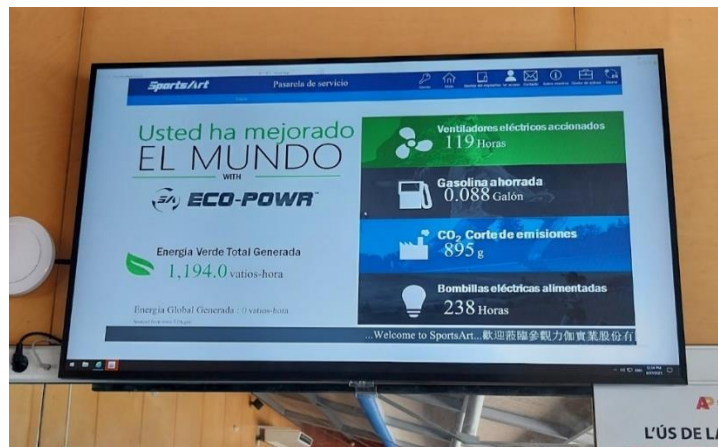 SportsArt
Pasarela de servicio
Usted ha mejorado
EL MUNDO
WITH
SA ECO-POWR™
Energía Verde Total Generada
1,194.0 vatios-hora
Energía Global Generada : 0 vatios-hora
Ventiladores eléctricos accionados
119 Horas
Gasolina ahorrada
0.088 Galón
CO₂ Corte de emisiones
895 g
Bombillas eléctricas alimentadas
238 Horas
...Welcome to SportsArt...歡迎蒞臨參觀力伽實業股份有
L'ÚS DE LA